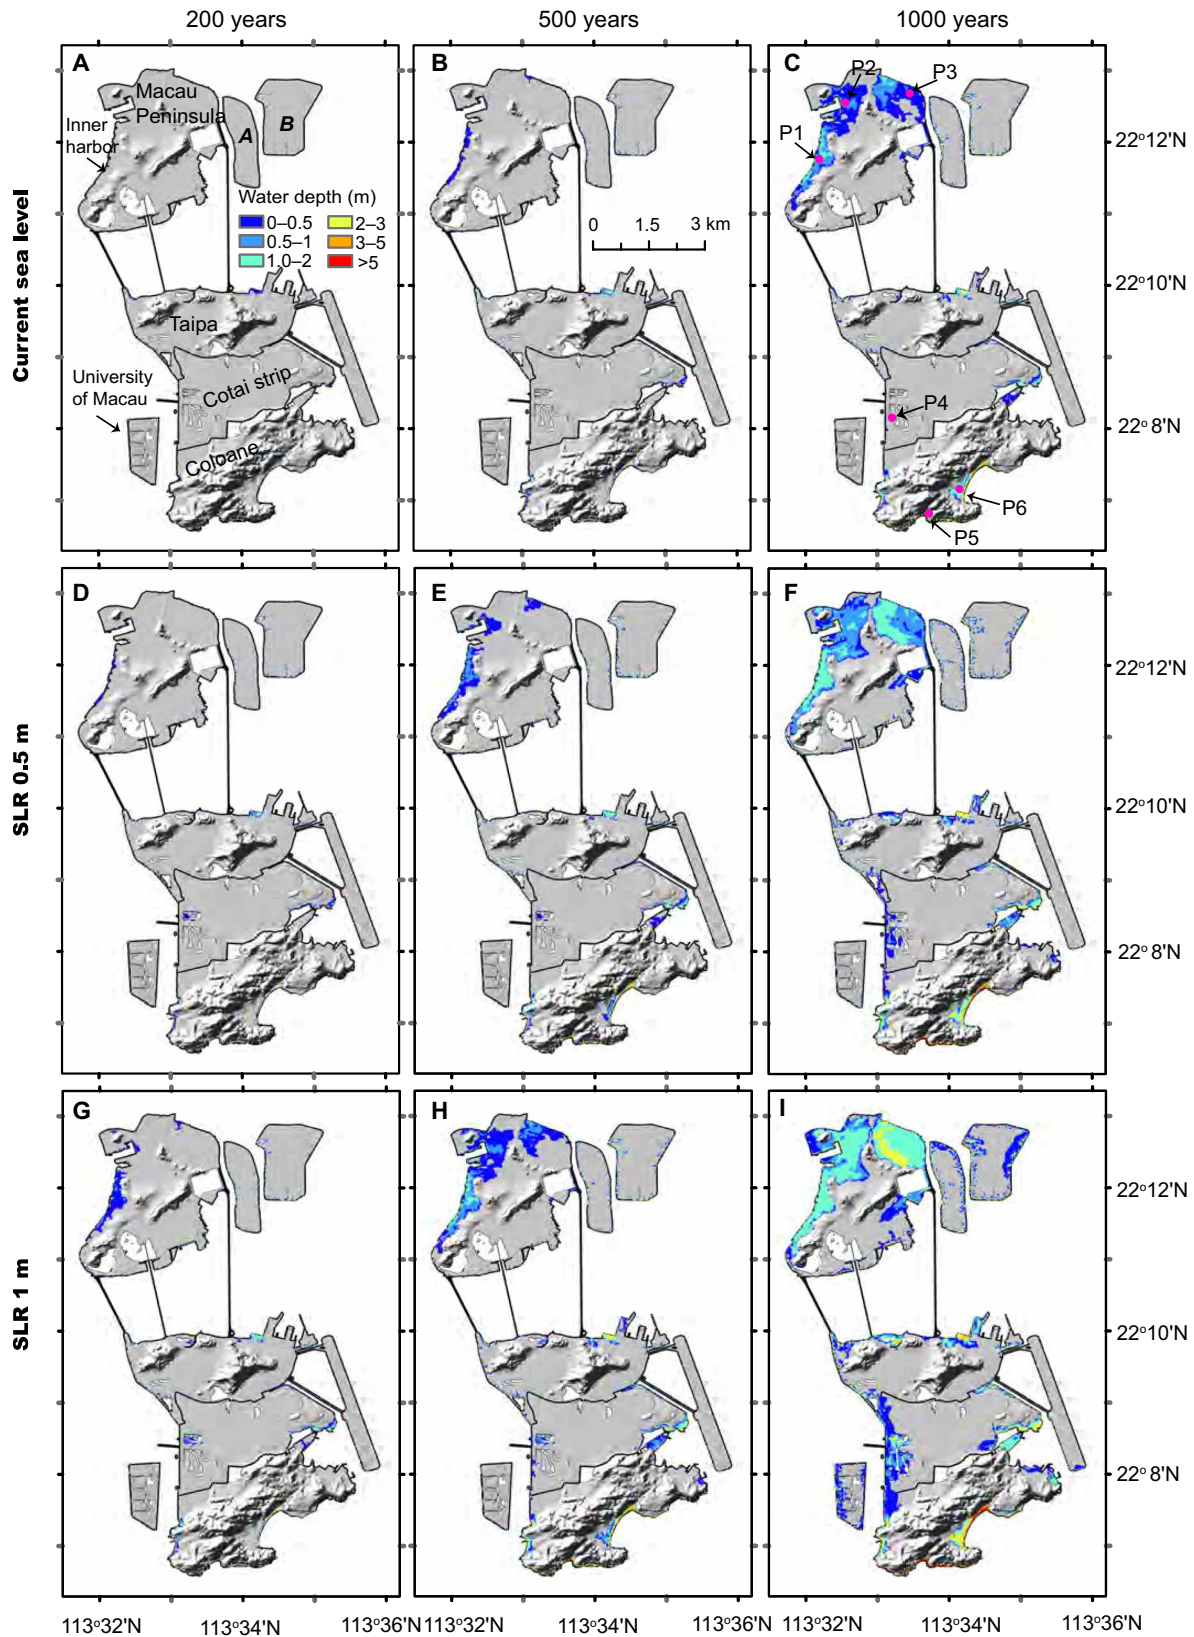 200 years
500 years
1000 years
Current sea level
A
Macau
Peninsula
Inner
harbor
A
B
Water depth (m)
0–0.5
0.5–1
1.0–2
2–3
3–5
>5
Taipa
Cotai strip
University
of Macau
Coloane
B
0 1.5 3 km
C
P2
P3
P1
P4
P6
P5
22°12'N
22°10'N
22°8'N
SLR 0.5 m
D
E
F
22°12'N
22°10'N
22°8'N
SLR 1 m
G
H
I
22°12'N
22°10'N
22°8'N
113°32'N 113°34'N 113°36'N 113°32'N 113°34'N 113°36'N 113°32'N 113°34'N 113°36'N